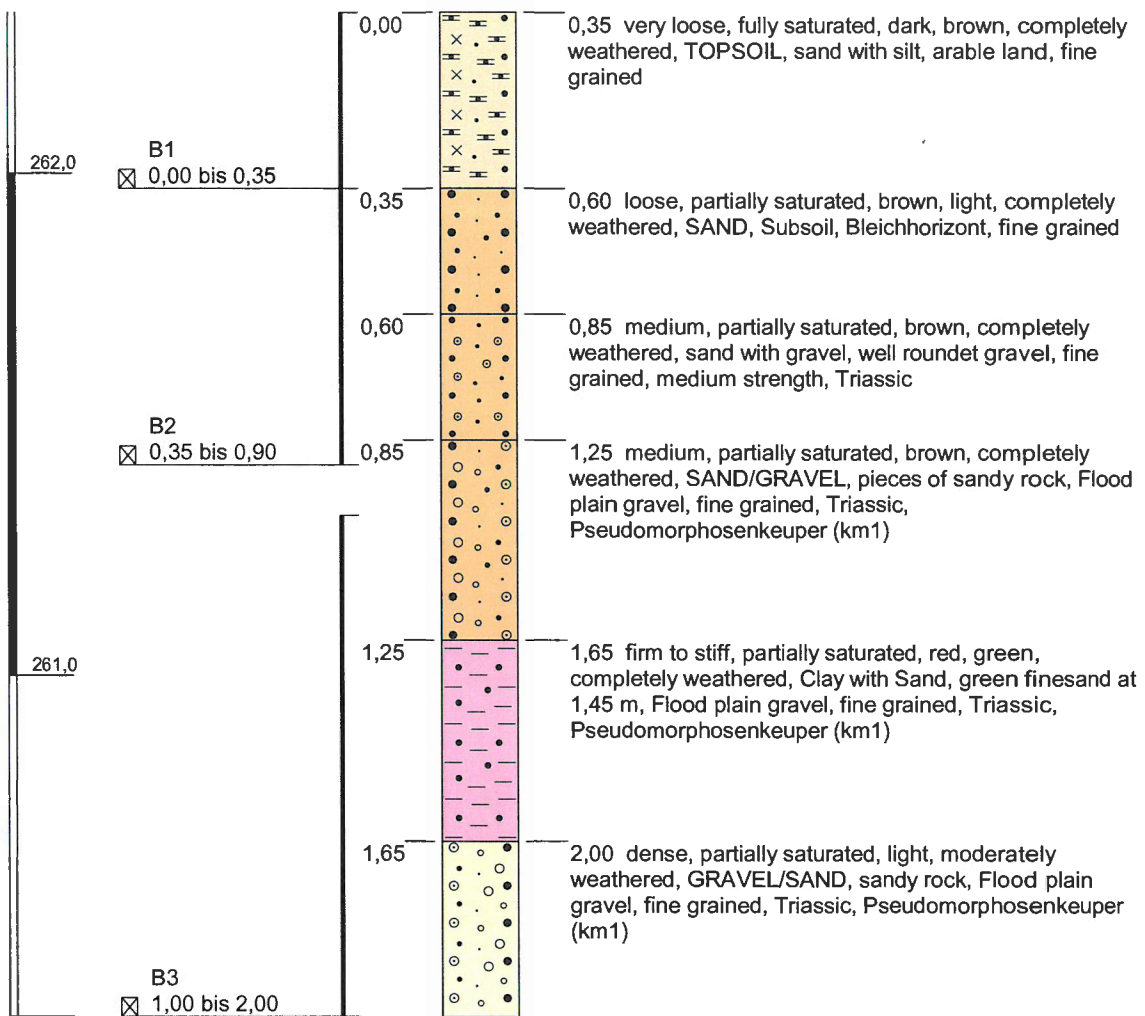 0,00
0,35 very loose, fully saturated, dark, brown, completely
weathered, TOPSOIL, sand with silt, arable land, fine
grained
262,0
B1
0,00 bis 0,35
0,35
0,60 loose, partially saturated, brown, light, completely
weathered, SAND, Subsoil, Bleichhorizont, fine grained
0,60
0,85 medium, partially saturated, brown, completely
weathered, sand with gravel, well roundet gravel, fine
grained, medium strength, Triassic
B2
0,35 bis 0,90
0,85
1,25 medium, partially saturated, brown, completely
weathered, SAND/GRAVEL, pieces of sandy rock, Flood
plain gravel, fine grained, Triassic,
Pseudomorphosenkeuper (km1)
261,0
1,25
1,65 firm to stiff, partially saturated, red, green,
completely weathered, Clay with Sand, green finesand at
1,45 m, Flood plain gravel, fine grained, Triassic,
Pseudomorphosenkeuper (km1)
1,65
2,00 dense, partially saturated, light, moderately
weathered, GRAVEL/SAND, sandy rock, Flood plain
gravel, fine grained, Triassic, Pseudomorphosenkeuper
(km1)
B3
1,00 bis 2,00